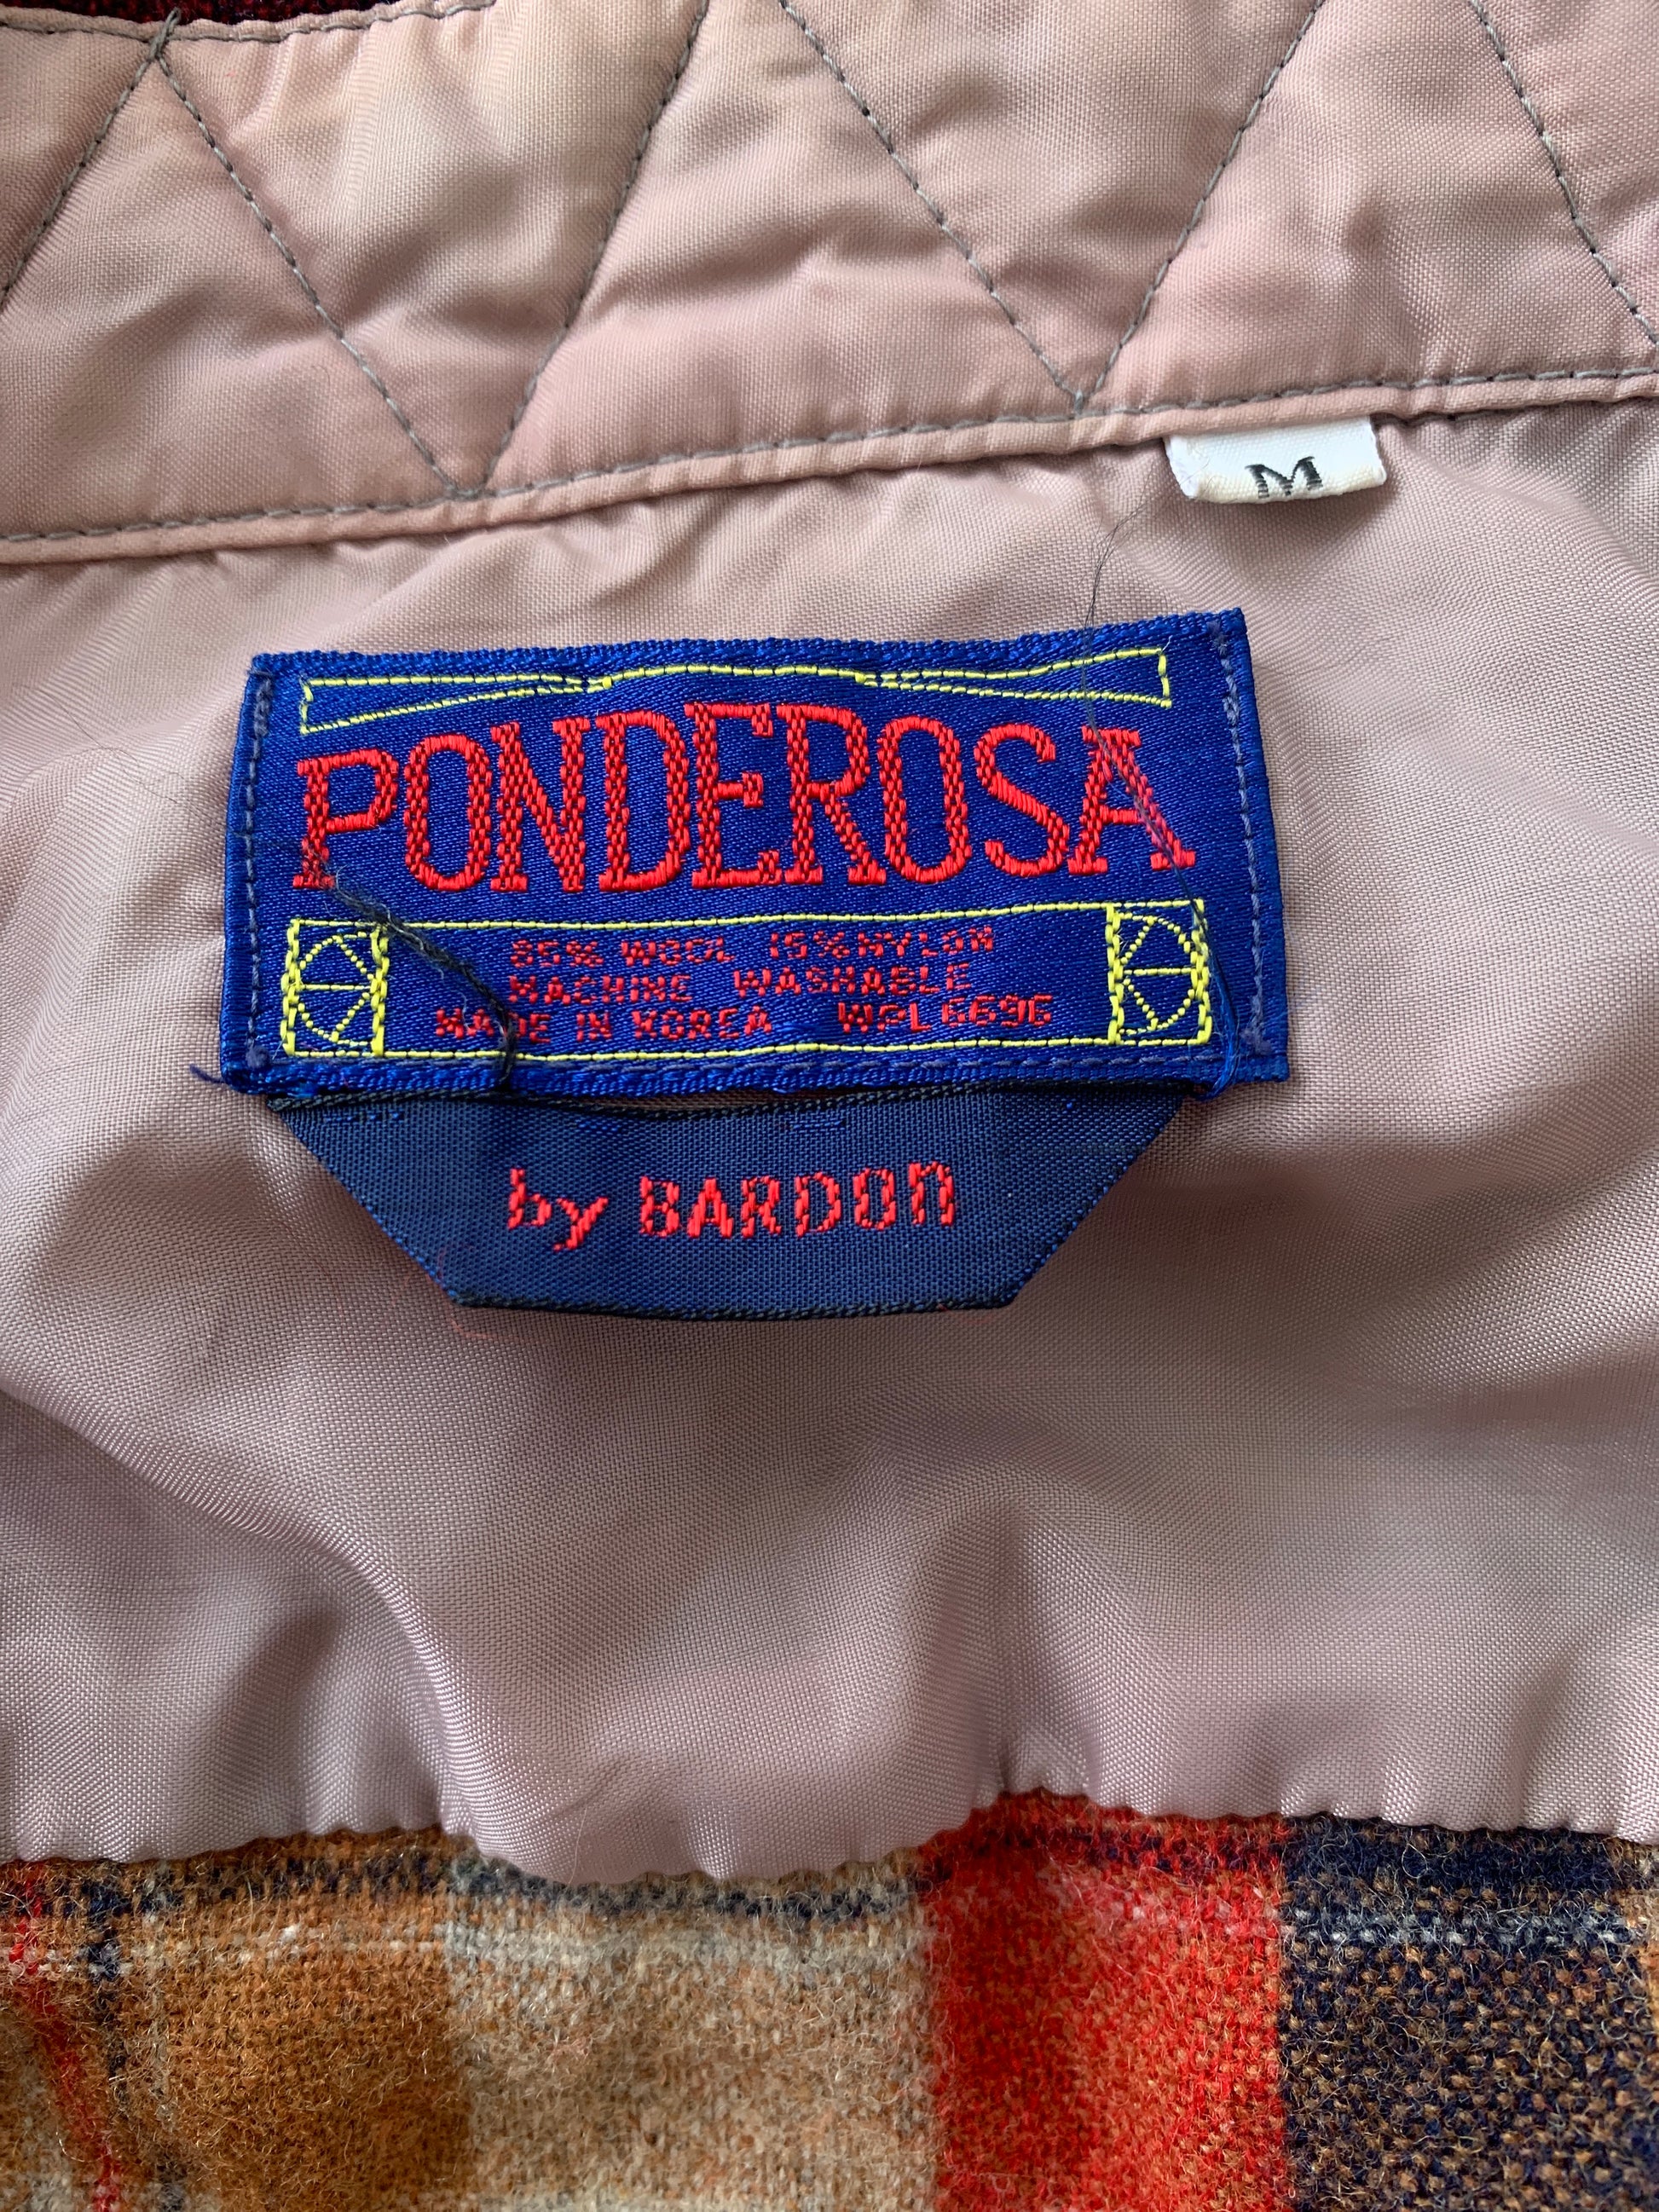 M
PONDEROSA
85% WOOL 15% NYLON
MACHINE WASHABLE
MADE IN KOREA WPL 6696
by BARDON